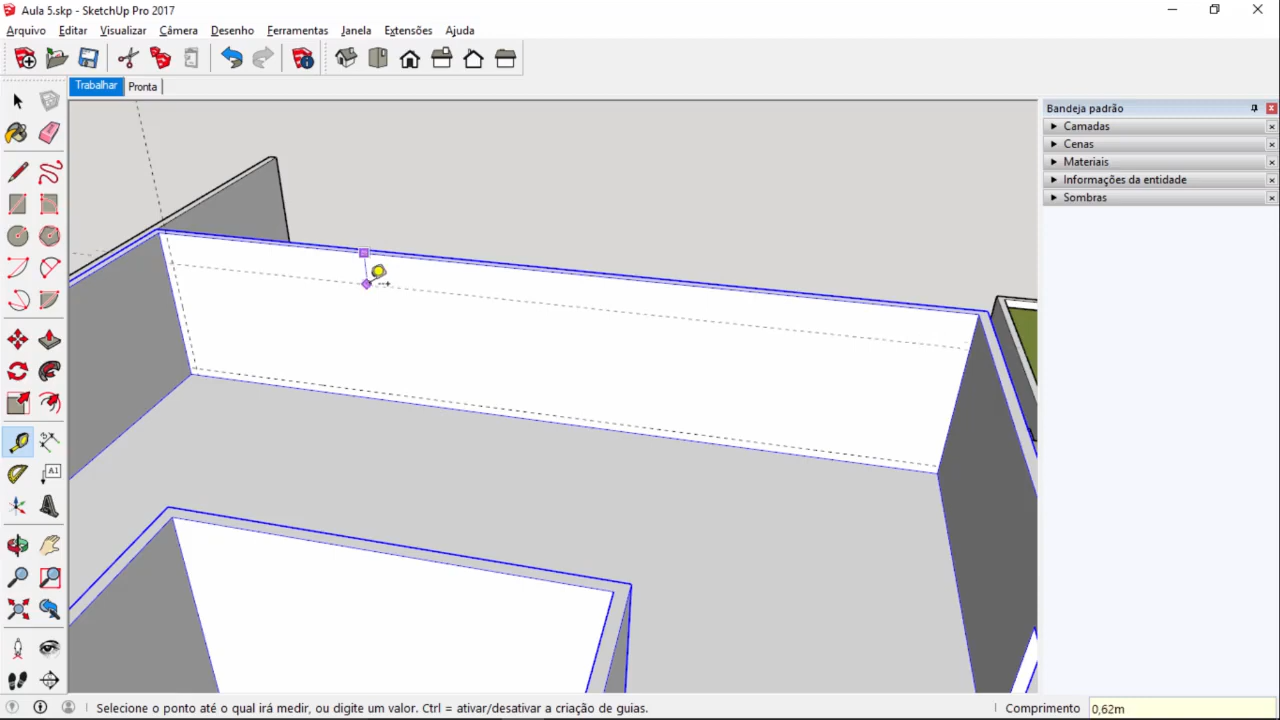 Aula 5.skp - SketchUp Pro 2017
Arquivo Editar Visualizar Câmera Desenho Ferramentas Janela Extensões Ajuda
Trabalhar Pronta
Bandeja padrão
Camadas
Cenas
Materiais
Informações da entidade
Sombras
A1
Selecione o ponto até o qual irá medir, ou digite um valor. Ctrl = ativar/desativar a criação de guias.
Comprimento 0,62m